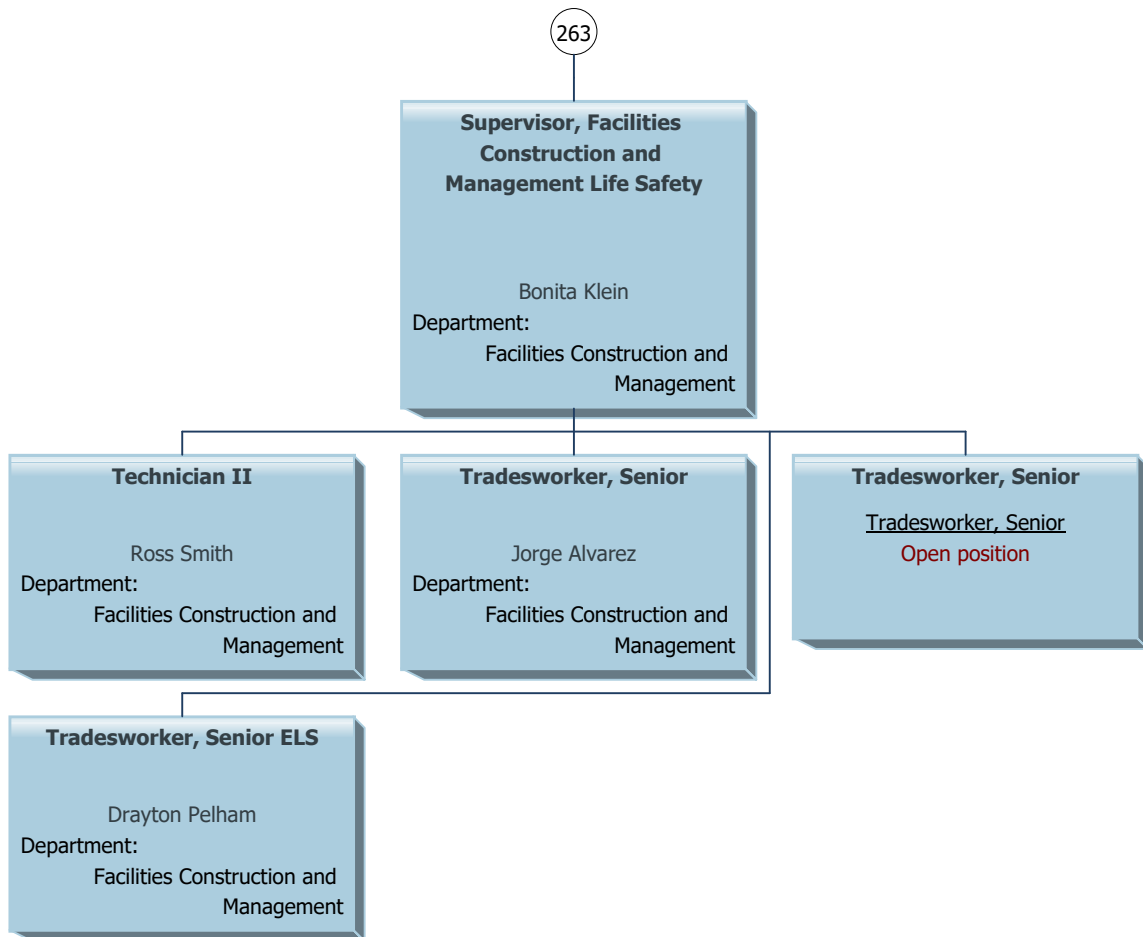 263
Supervisor, Facilities
Construction and
Management Life Safety
Bonita Klein
Department:
Facilities Construction and
Management
Technician II
Ross Smith
Department:
Facilities Construction and
Management
Tradesworker, Senior
Jorge Alvarez
Department:
Facilities Construction and
Management
Tradesworker, Senior
Tradesworker, Senior
Open position
Tradesworker, Senior ELS
Drayton Pelham
Department:
Facilities Construction and
Management